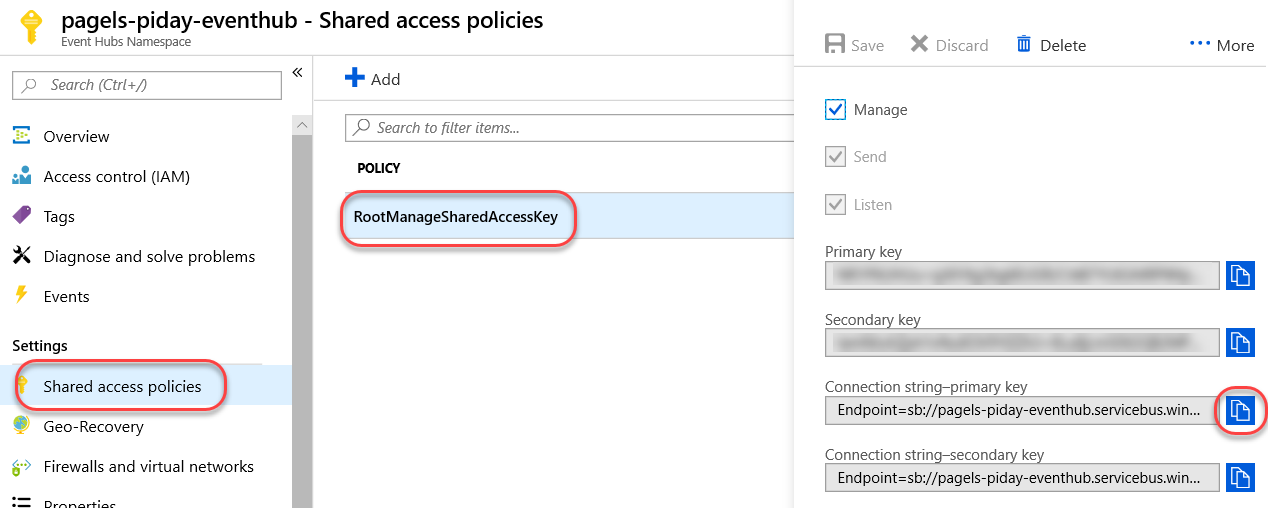 pagels-piday-eventhub - Shared access policies
Event Hubs Namespace
Search (Ctrl+/)
Overview
Access control (IAM)
Tags
Diagnose and solve problems
Events
Settings
Shared access policies
Geo-Recovery
Firewalls and virtual networks
Properties
Add
Search to filter items...
POLICY
RootManageSharedAccessKey
Save Discard Delete ··· More
Manage
Send
Listen
Primary key
Secondary key
Connection string–primary key
Endpoint=sb://pagels-piday-eventhub.servicebus.win...
Connection string–secondary key
Endpoint=sb://pagels-piday-eventhub.servicebus.win...